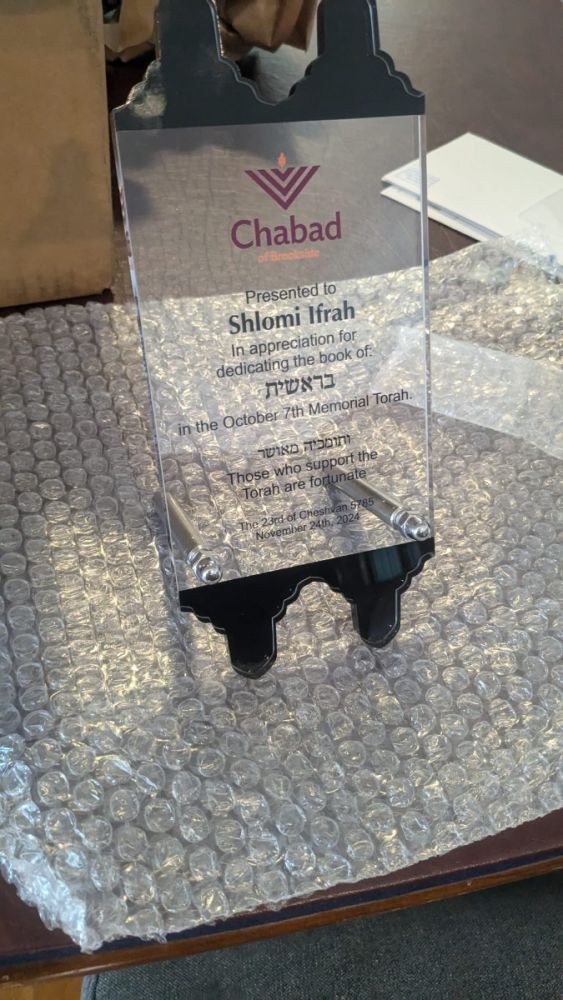 Chabad
of Brookside
Presented to
Shlomi Ifrah
In appreciation for
dedicating the book of:
בראשית
in the October 7th Memorial Torah.
ותומכיה מאושר
Those who support the
Torah are fortunate
The 23rd of Cheshvan 5785
November 24th, 2024